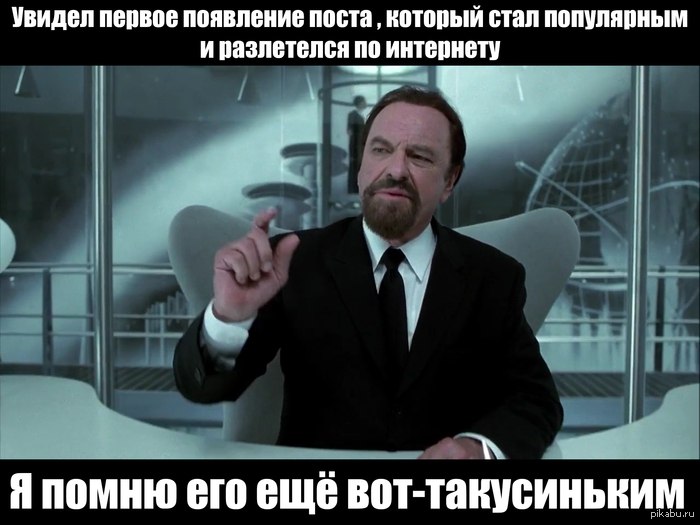 Увидел первое появление поста , который стал популярным
и разлетелся по интернету
Я помню его ещё вот-такусиньким
pikabu.ru